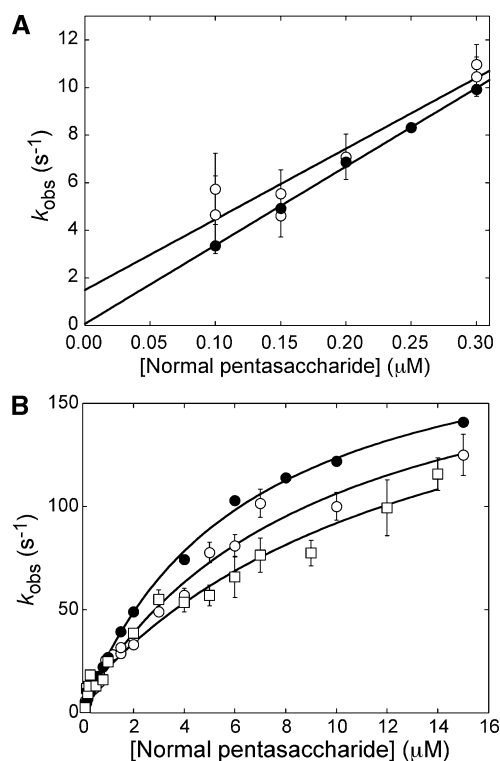 A
12
10
8
6
4
2
0
k_obs (s⁻¹)
0.00 0.05 0.10 0.15 0.20 0.25 0.30
[Normal pentasaccharide] (μM)
B
150
100
50
0
k_obs (s⁻¹)
0 2 4 6 8 10 12 14 16
[Normal pentasaccharide] (μM)